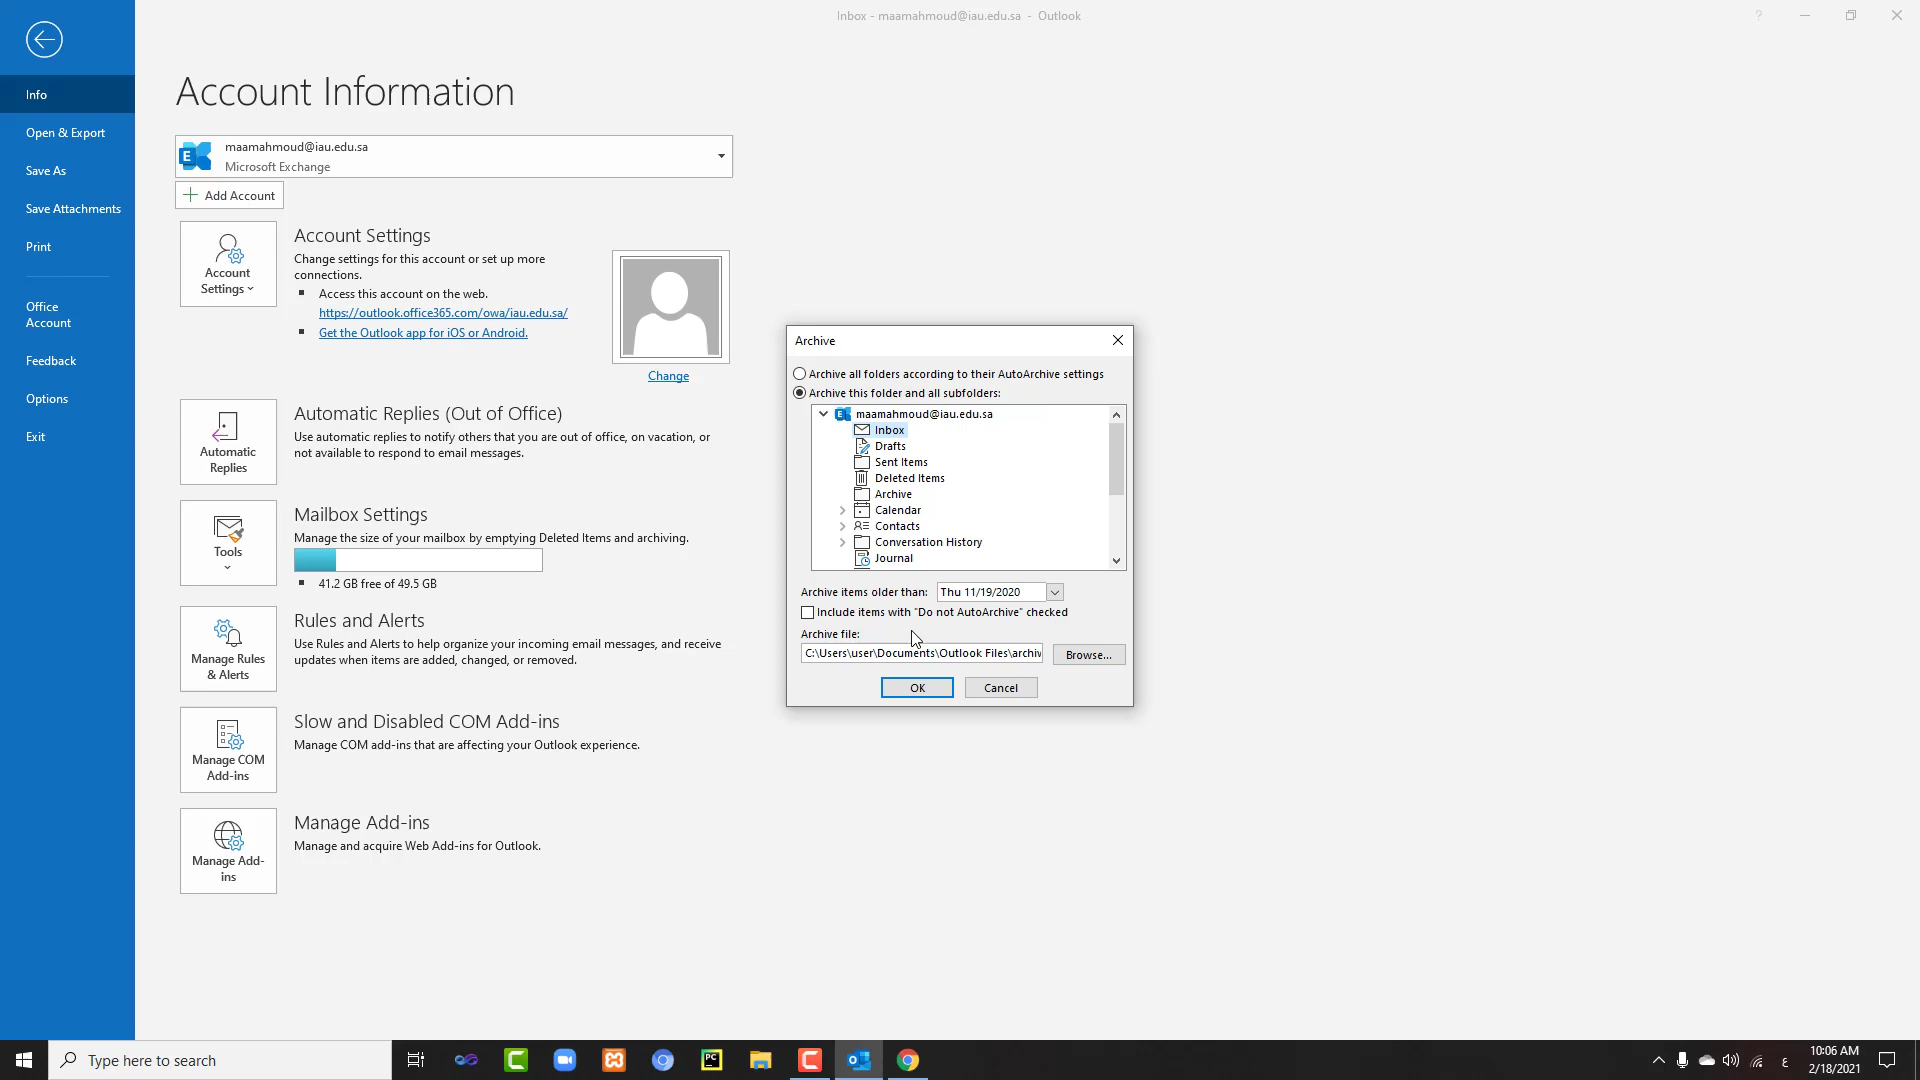 Inbox - maamahmoud@iau.edu.sa - Outlook
Info
Open & Export
Save As
Save Attachments
Print
Office
Account
Feedback
Options
Exit
Account Information
maamahmoud@iau.edu.sa
Microsoft Exchange
Add Account
Account
Settings
Account Settings
Change settings for this account or set up more
connections.
Access this account on the web.
https://outlook.office365.com/owa/iau.edu.sa/
Get the Outlook app for iOS or Android.
Change
Automatic
Replies
Automatic Replies (Out of Office)
Use automatic replies to notify others that you are out of office, on vacation, or
not available to respond to email messages.
Tools
Mailbox Settings
Manage the size of your mailbox by emptying Deleted Items and archiving.
41.2 GB free of 49.5 GB
Manage Rules
& Alerts
Rules and Alerts
Use Rules and Alerts to help organize your incoming email messages, and receive
updates when items are added, changed, or removed.
Manage COM
Add-ins
Slow and Disabled COM Add-ins
Manage COM add-ins that are affecting your Outlook experience.
Manage Add-
ins
Manage Add-ins
Manage and acquire Web Add-ins for Outlook.
Archive
Archive all folders according to their AutoArchive settings
Archive this folder and all subfolders:
maamahmoud@iau.edu.sa
Inbox
Drafts
Sent Items
Deleted Items
Archive
Calendar
Contacts
Conversation History
Journal
Archive items older than: Thu 11/19/2020
Include items with "Do not AutoArchive" checked
Archive file:
C:\Users\user\Documents\Outlook Files\archiv
Browse...
OK
Cancel
Type here to search
ع
10:06 AM
2/18/2021